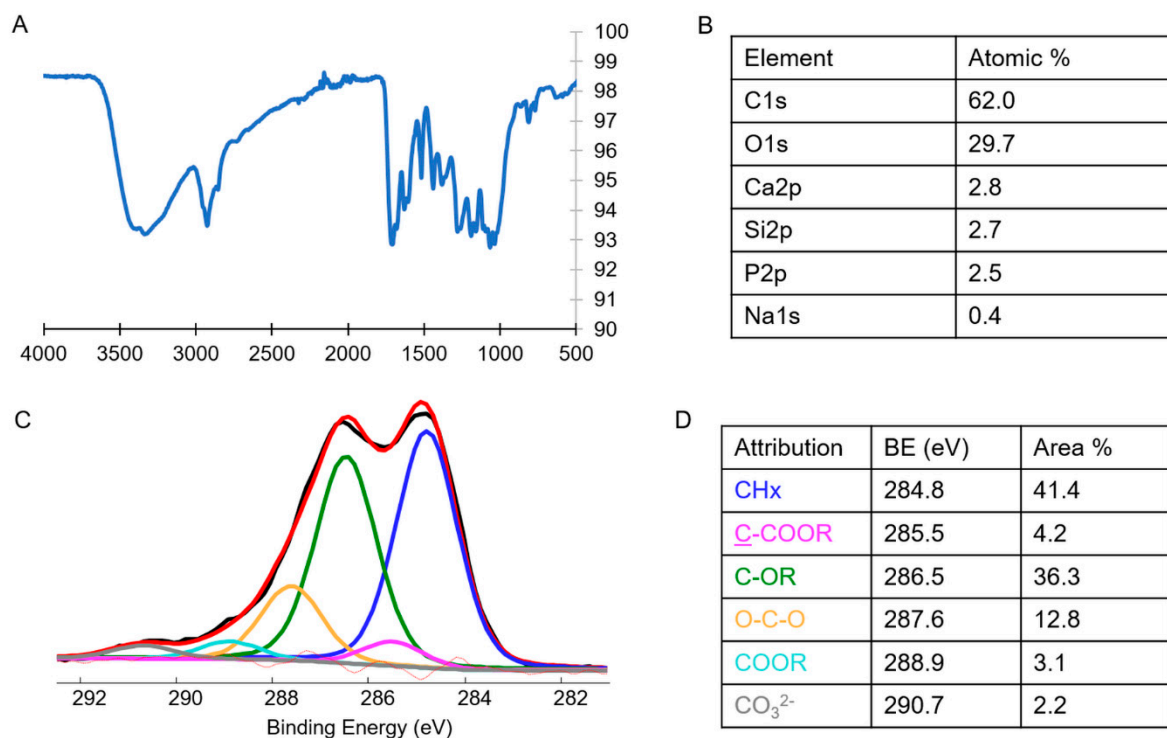 A
100
99
98
97
96
95
94
93
92
91
90
4000 3500 3000 2500 2000 1500 1000 500
B
Element Atomic %
C1s 62.0
O1s 29.7
Ca2p 2.8
Si2p 2.7
P2p 2.5
Na1s 0.4
C
292 290 288 286 284 282
Binding Energy (eV)
D
Attribution BE (eV) Area %
CHx 284.8 41.4
C-COOR 285.5 4.2
C-OR 286.5 36.3
O-C-O 287.6 12.8
COOR 288.9 3.1
CO₃²⁻ 290.7 2.2